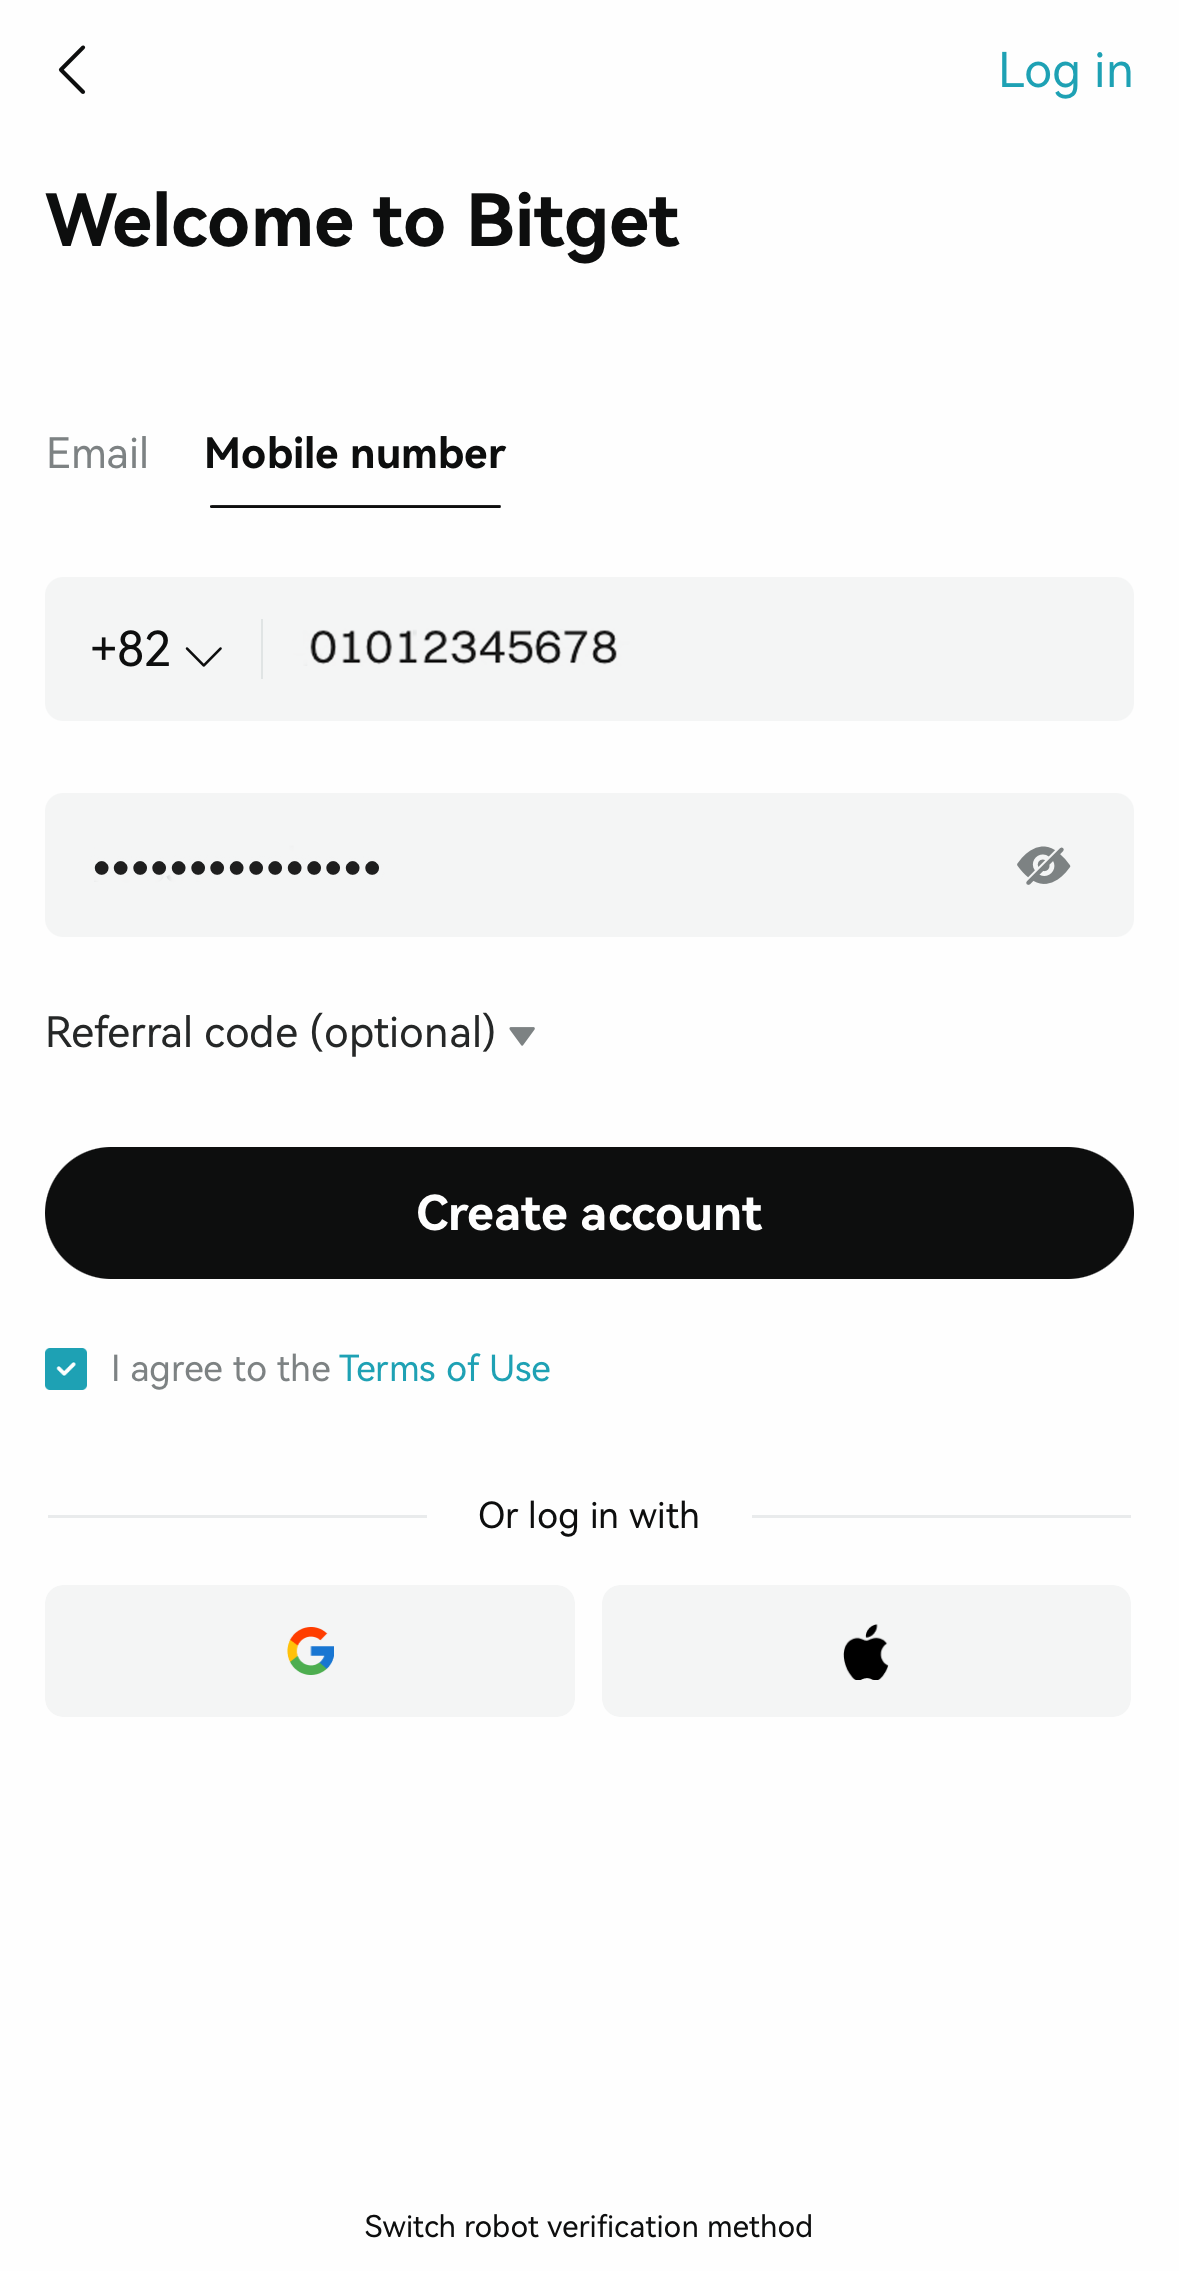 Log in
Welcome to Bitget
Email Mobile number
+82 01012345678
•••••••••••••••
Referral code (optional)
Create account
I agree to the Terms of Use
Or log in with
Switch robot verification method